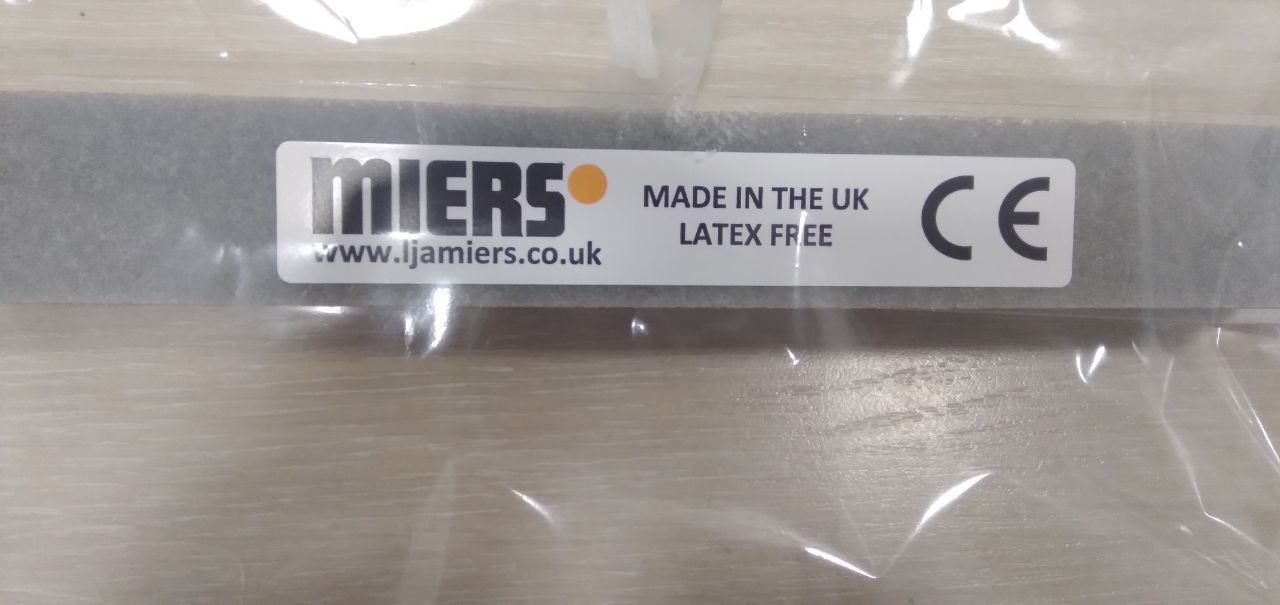 MIERS
www.ljamiers.co.uk
MADE IN THE UK
LATEX FREE
CE